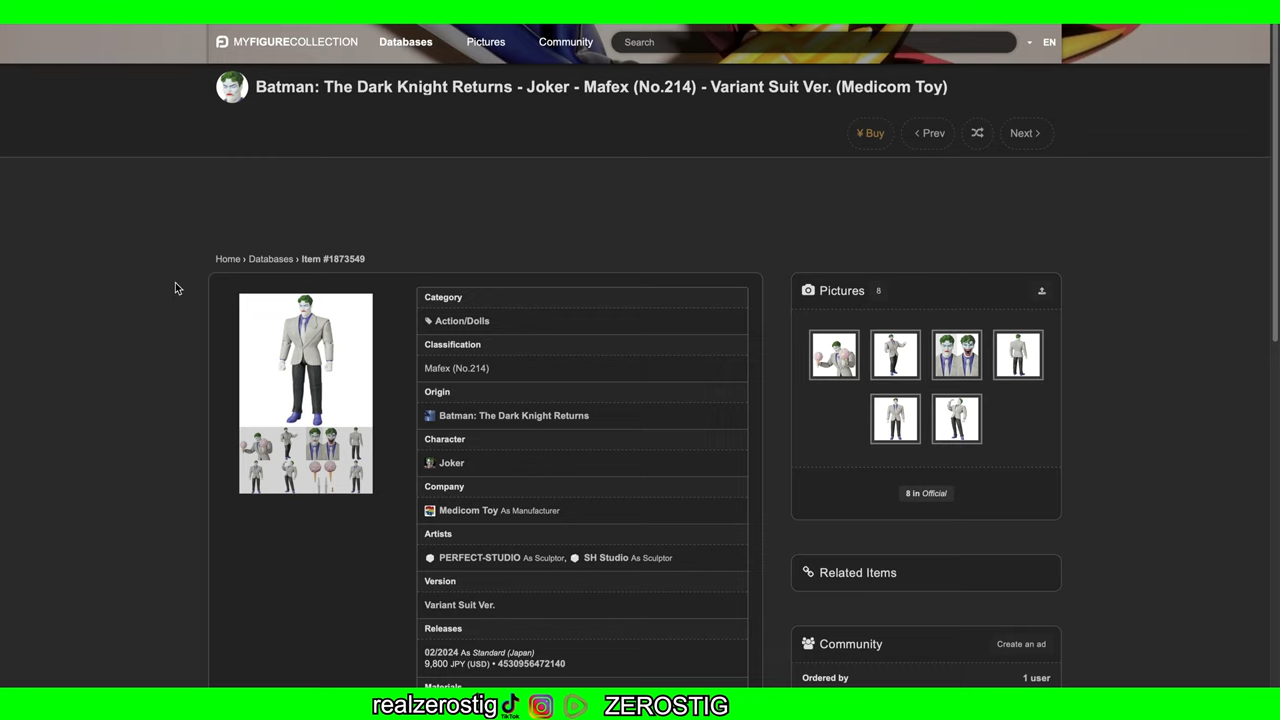 MYFIGURECOLLECTION Databases Pictures Community Search EN
Batman: The Dark Knight Returns - Joker - Mafex (No.214) - Variant Suit Ver. (Medicom Toy)
¥ Buy ‹ Prev Next ›
Home › Databases › Item #1873549
Category
Action/Dolls
Classification
Mafex (No.214)
Origin
Batman: The Dark Knight Returns
Character
Joker
Company
Medicom Toy As Manufacturer
Artists
PERFECT-STUDIO As Sculptor, SH Studio As Sculptor
Version
Variant Suit Ver.
Releases
02/2024 As Standard (Japan)
9,800 JPY (USD) • 4530956472140
Materials
Pictures 8
8 in Official
Related Items
Community Create an ad
Ordered by 1 user
realzerostig TikTok ZEROSTIG